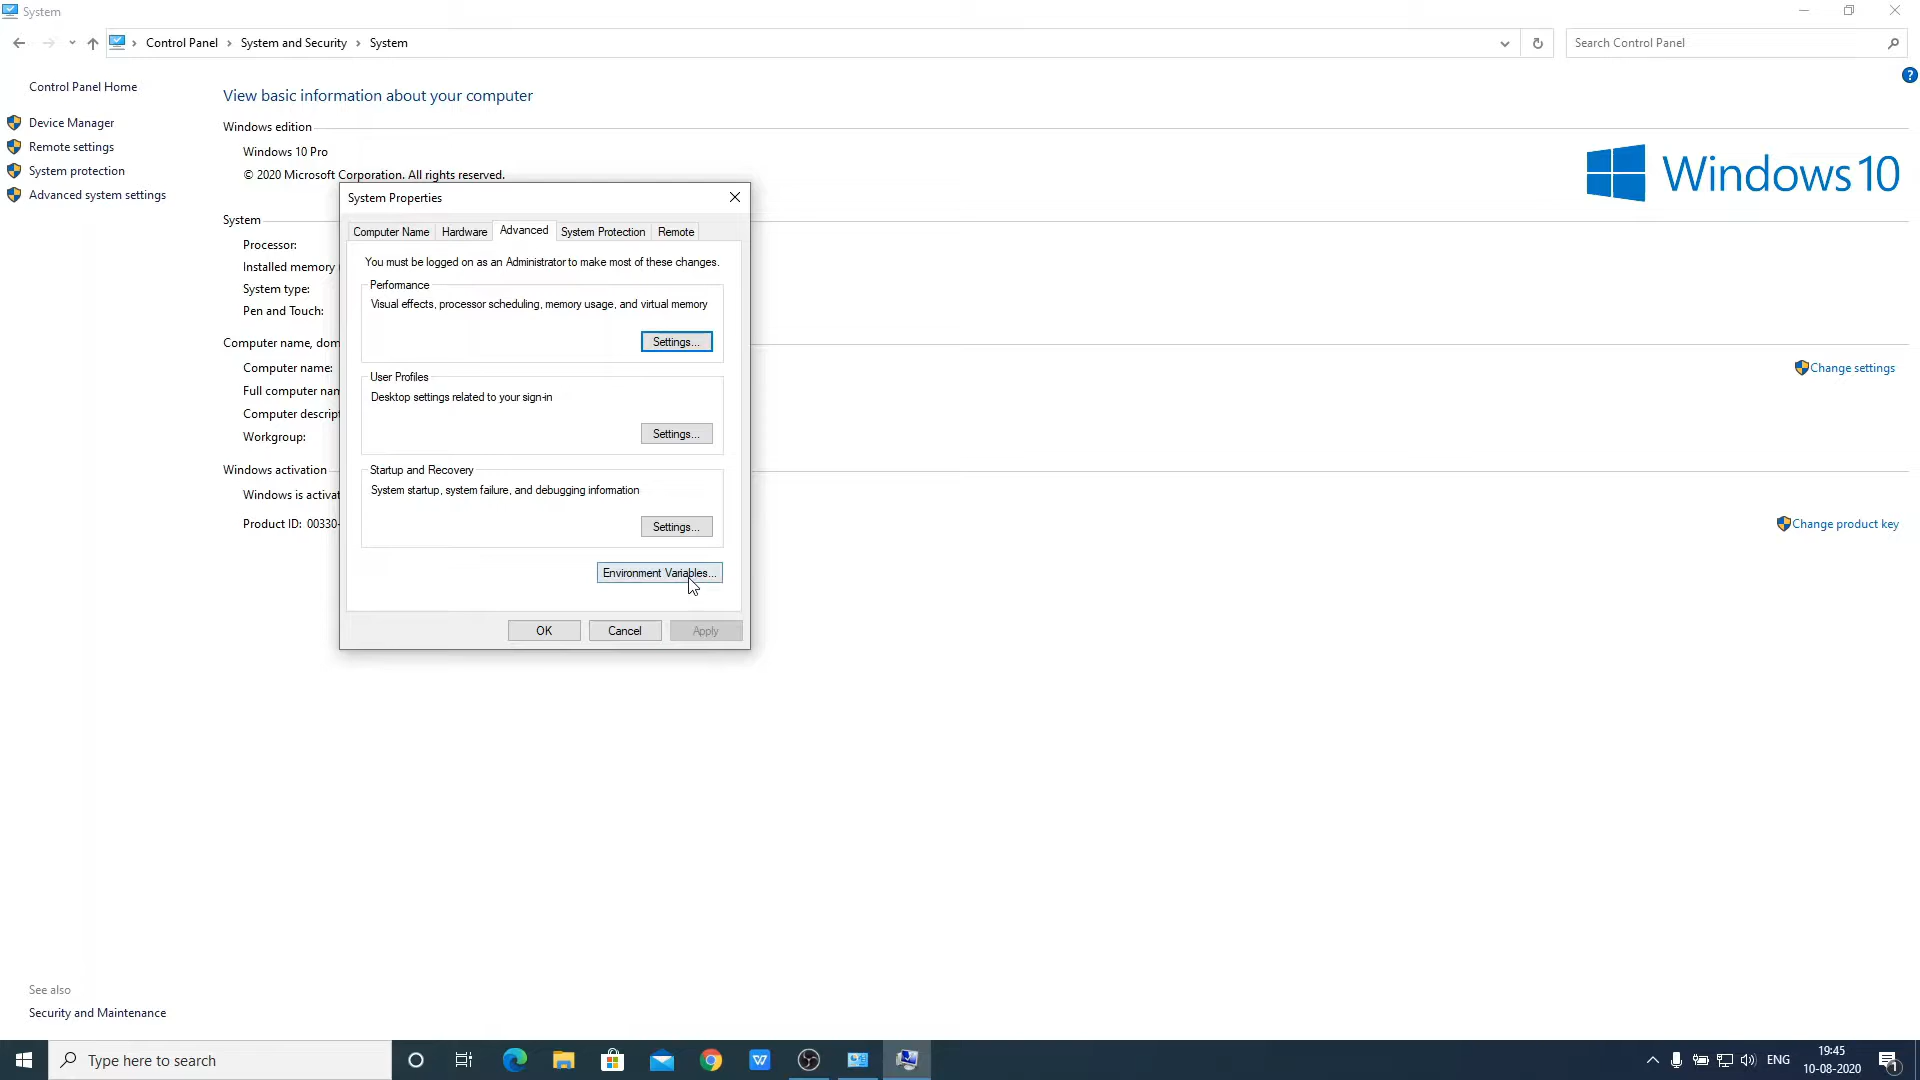 System
Control Panel > System and Security > System
Search Control Panel
Control Panel Home
Device Manager
Remote settings
System protection
Advanced system settings
View basic information about your computer
Windows edition
Windows 10 Pro
© 2020 Microsoft Corporation. All rights reserved.
Windows 10
System
Processor:
Installed memory
System type:
Pen and Touch:
Computer name, dom
Computer name:
Full computer nam
Computer descript
Workgroup:
Change settings
Windows activation
Windows is activat
Product ID: 00330-
Change product key
System Properties
Computer Name
Hardware
Advanced
System Protection
Remote
You must be logged on as an Administrator to make most of these changes.
Performance
Visual effects, processor scheduling, memory usage, and virtual memory
Settings...
User Profiles
Desktop settings related to your sign-in
Settings...
Startup and Recovery
System startup, system failure, and debugging information
Settings...
Environment Variables...
OK
Cancel
Apply
See also
Security and Maintenance
Type here to search
ENG
19:45
10-08-2020
1